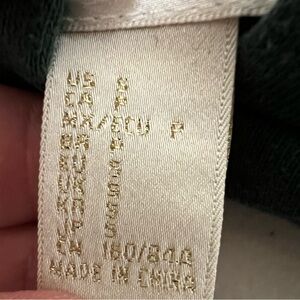 US S
CA P
MX/ECU P
BR P
EU S
UK S
KR S
JP S
CN 160/84A
MADE IN CHINA